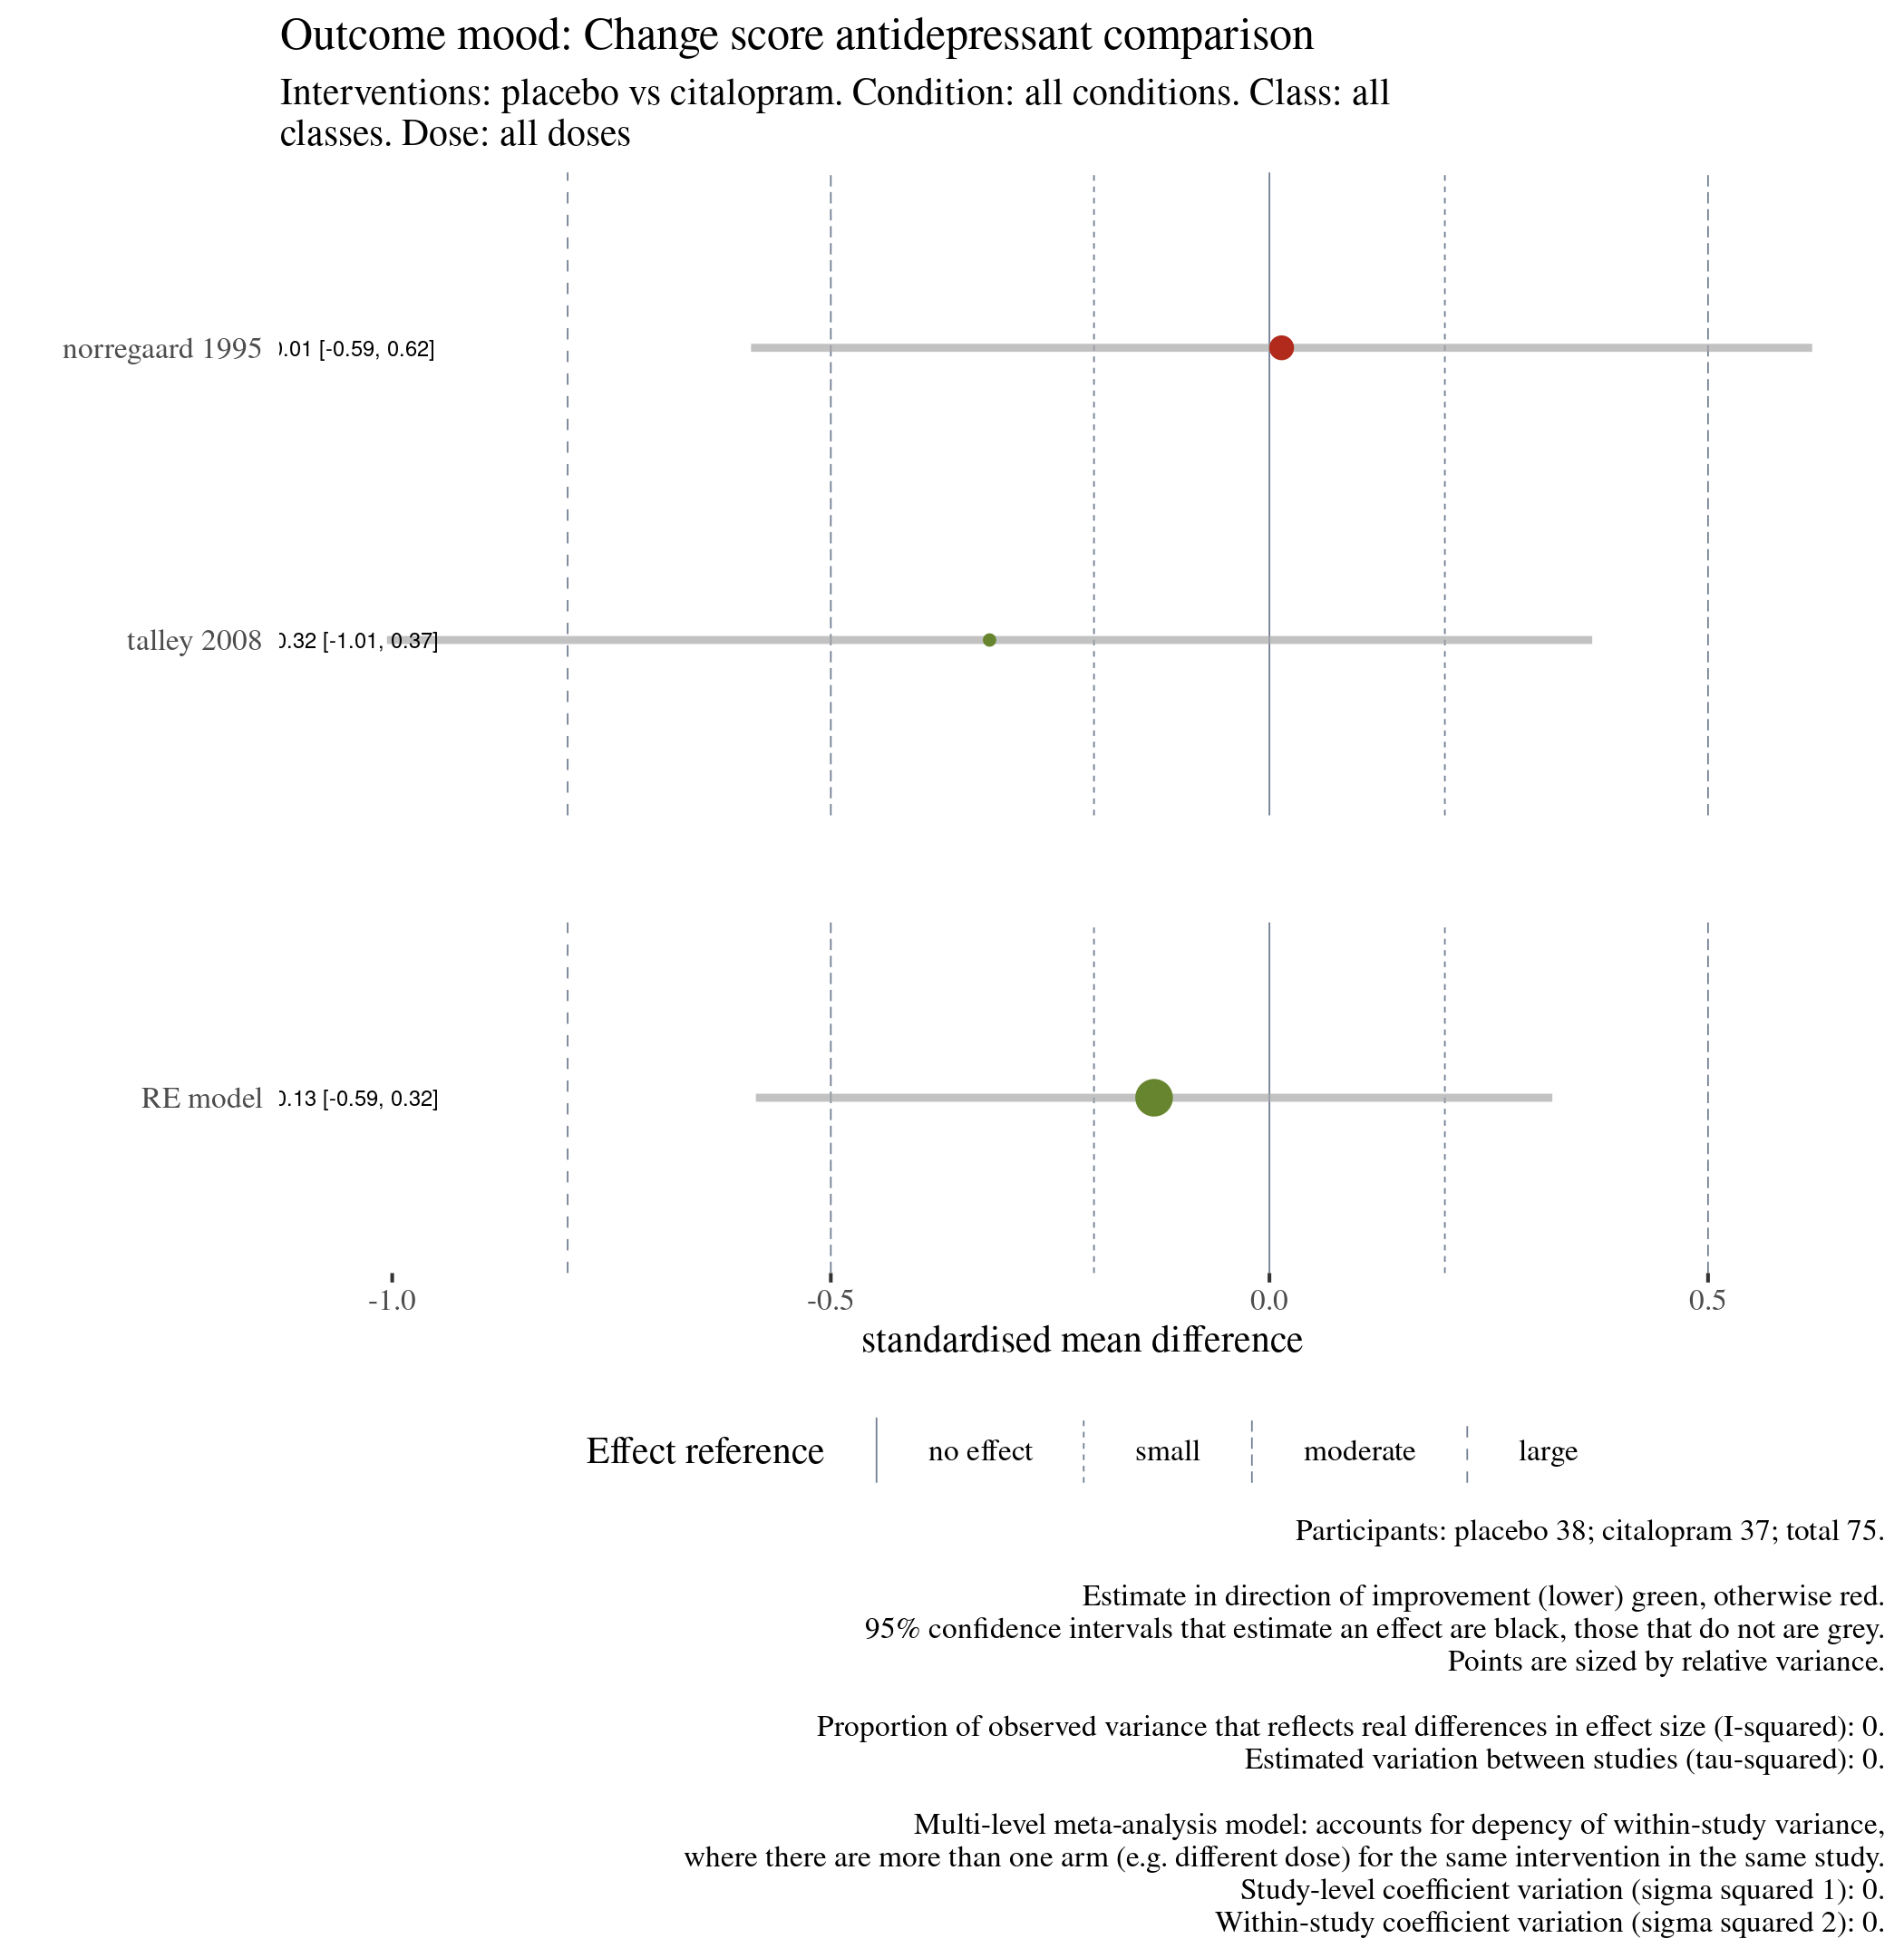 Outcome mood: Change score antidepressant comparison
Interventions: placebo vs citalopram. Condition: all conditions. Class: all
classes. Dose: all doses
norregaard 1995 0.01 [-0.59, 0.62]
talley 2008 0.32 [-1.01, 0.37]
RE model 0.13 [-0.59, 0.32]
-1.0 -0.5 0.0 0.5
standardised mean difference
Effect reference no effect small moderate large
Participants: placebo 38; citalopram 37; total 75.
Estimate in direction of improvement (lower) green, otherwise red.
95% confidence intervals that estimate an effect are black, those that do not are grey.
Points are sized by relative variance.
Proportion of observed variance that reflects real differences in effect size (I-squared): 0.
Estimated variation between studies (tau-squared): 0.
Multi-level meta-analysis model: accounts for depency of within-study variance,
where there are more than one arm (e.g. different dose) for the same intervention in the same study.
Study-level coefficient variation (sigma squared 1): 0.
Within-study coefficient variation (sigma squared 2): 0.